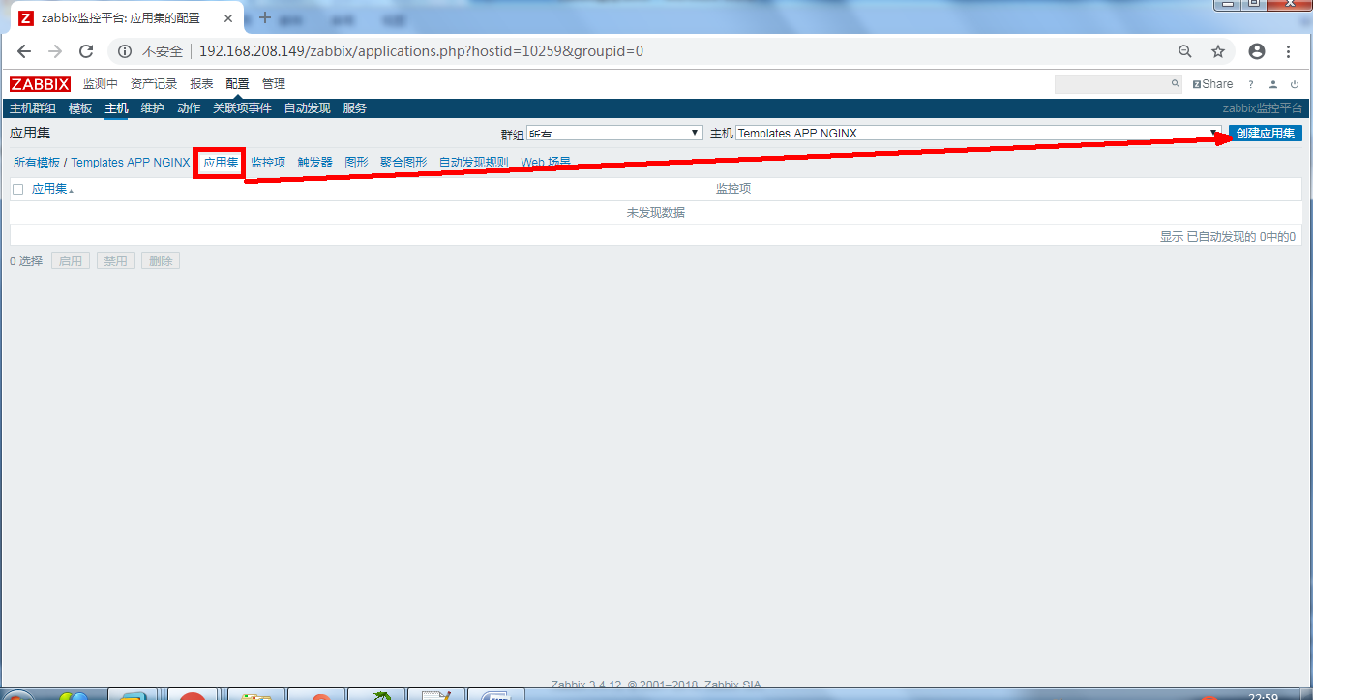 zabbix监控平台: 应用集的配置
不安全 192.168.208.149/zabbix/applications.php?hostid=10259&groupid=0
ZABBIX 监测中 资产记录 报表 配置 管理 Share ?
主机群组 模板 主机 维护 动作 关联项事件 自动发现 服务 zabbix监控平台
应用集 群组 所有 主机 Templates APP NGINX 创建应用集
所有模板 / Templates APP NGINX 应用集 监控项 触发器 图形 聚合图形 自动发现规则 Web 场景
应用集 监控项
未发现数据
显示 已自动发现的 0中的0
0 选择 启用 禁用 删除
Zabbix 3.4.12. © 2001–2018, Zabbix SIA
22:59